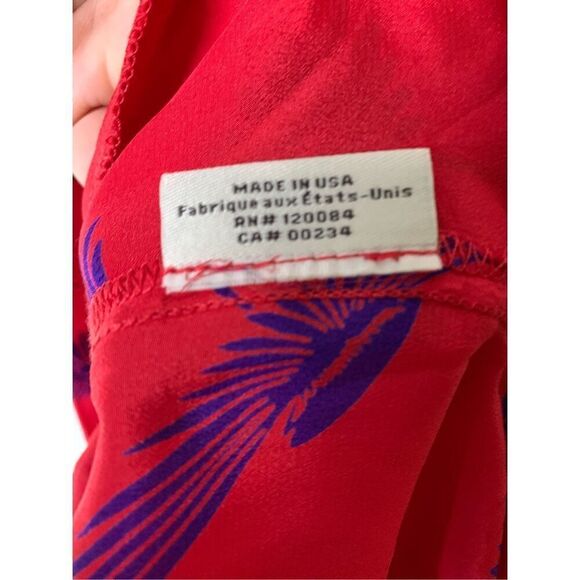 MADE IN USA
Fabrique aux États-Unis
RN# 120084
CA# 00234